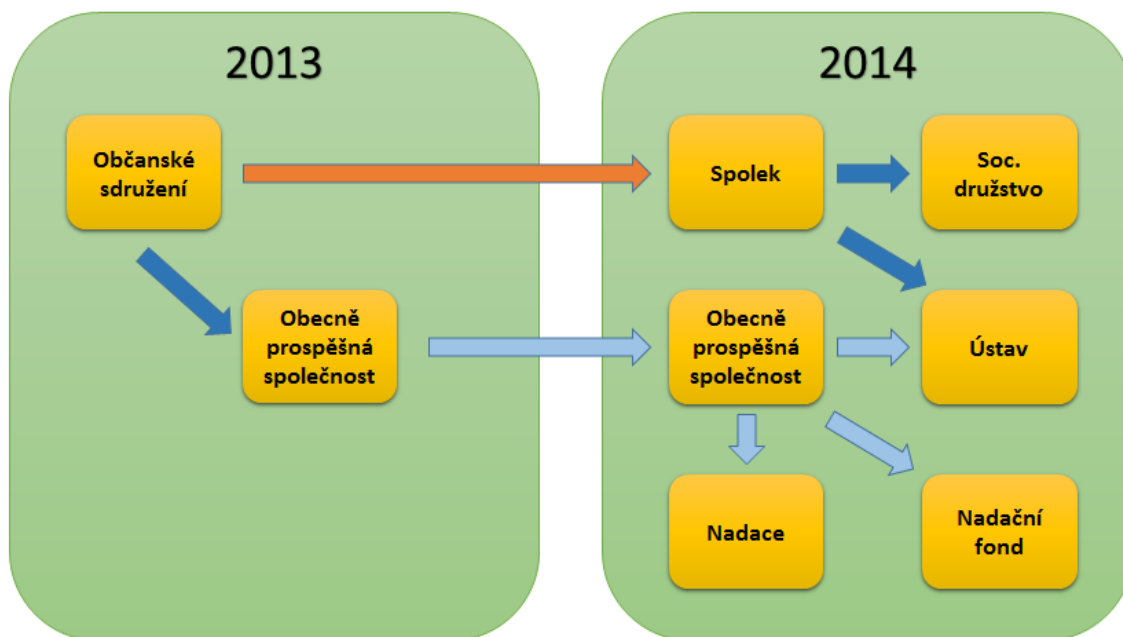 2013
Občanské
sdružení
Obecně
prospěšná
společnost
2014
Spolek
Soc.
družstvo
Obecně
prospěšná
společnost
Ústav
Nadace
Nadační
fond